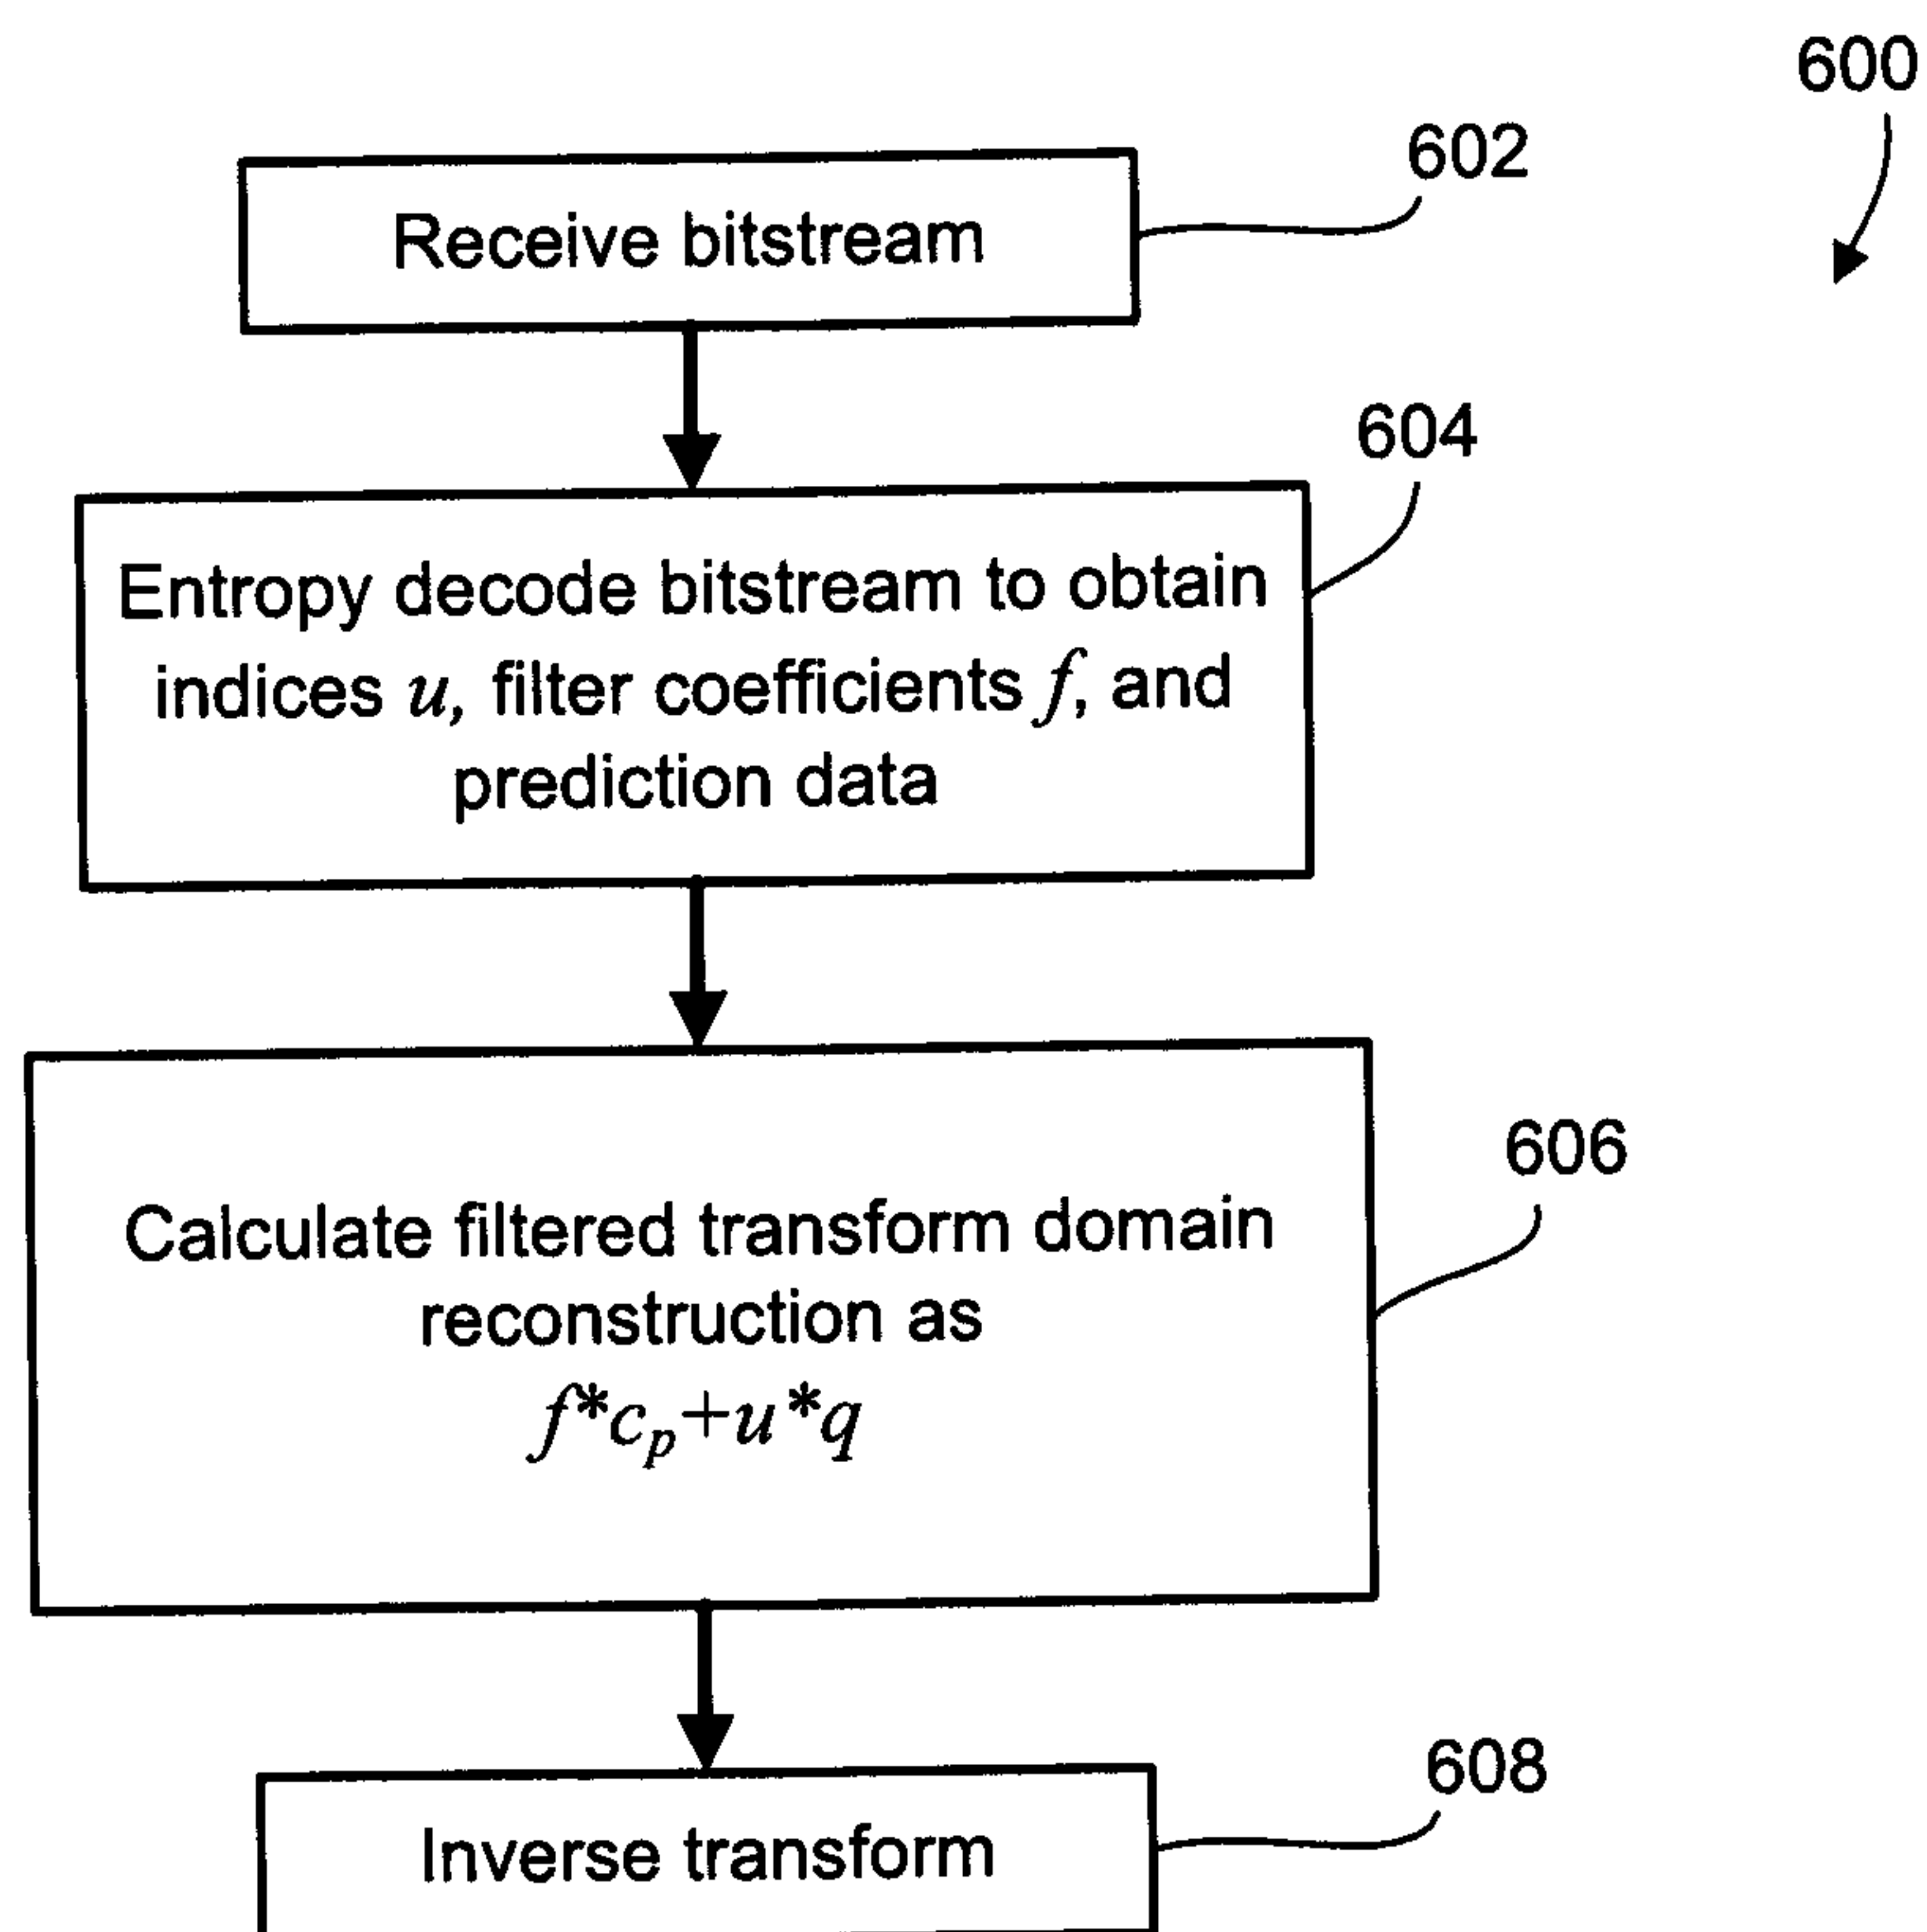 600
602
Receive bitstream
604
Entropy decode bitstream to obtain
indices u, filter coefficients f, and
prediction data
606
Calculate filtered transform domain
reconstruction as
f*cₚ+u*q
608
Inverse transform